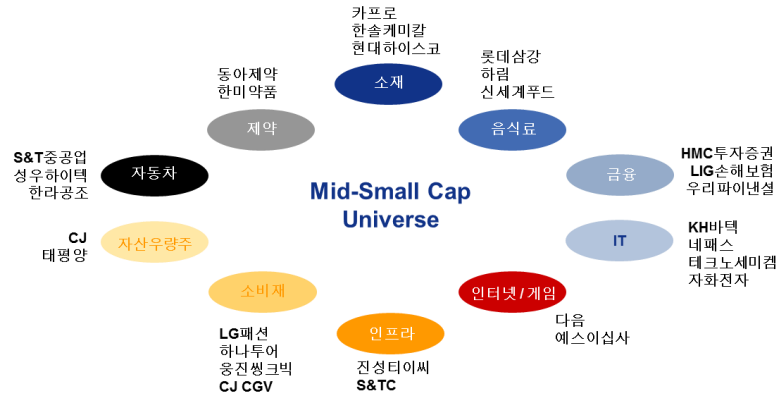 카프로
한솔케미칼
현대하이스코
소재
롯데삼강
하림
신세계푸드
음식료
HMC투자증권
LIG손해보험
우리파이낸셜
금융
KH바텍
네패스
테크노세미켐
자화전자
IT
인터넷/게임
다음
예스이십사
인프라
진성티이씨
S&TC
소비재
LG패션
하나투어
웅진씽크빅
CJ CGV
자산우량주
CJ
태평양
자동차
S&T중공업
성우하이텍
한라공조
제약
동아제약
한미약품
Mid-Small Cap
Universe